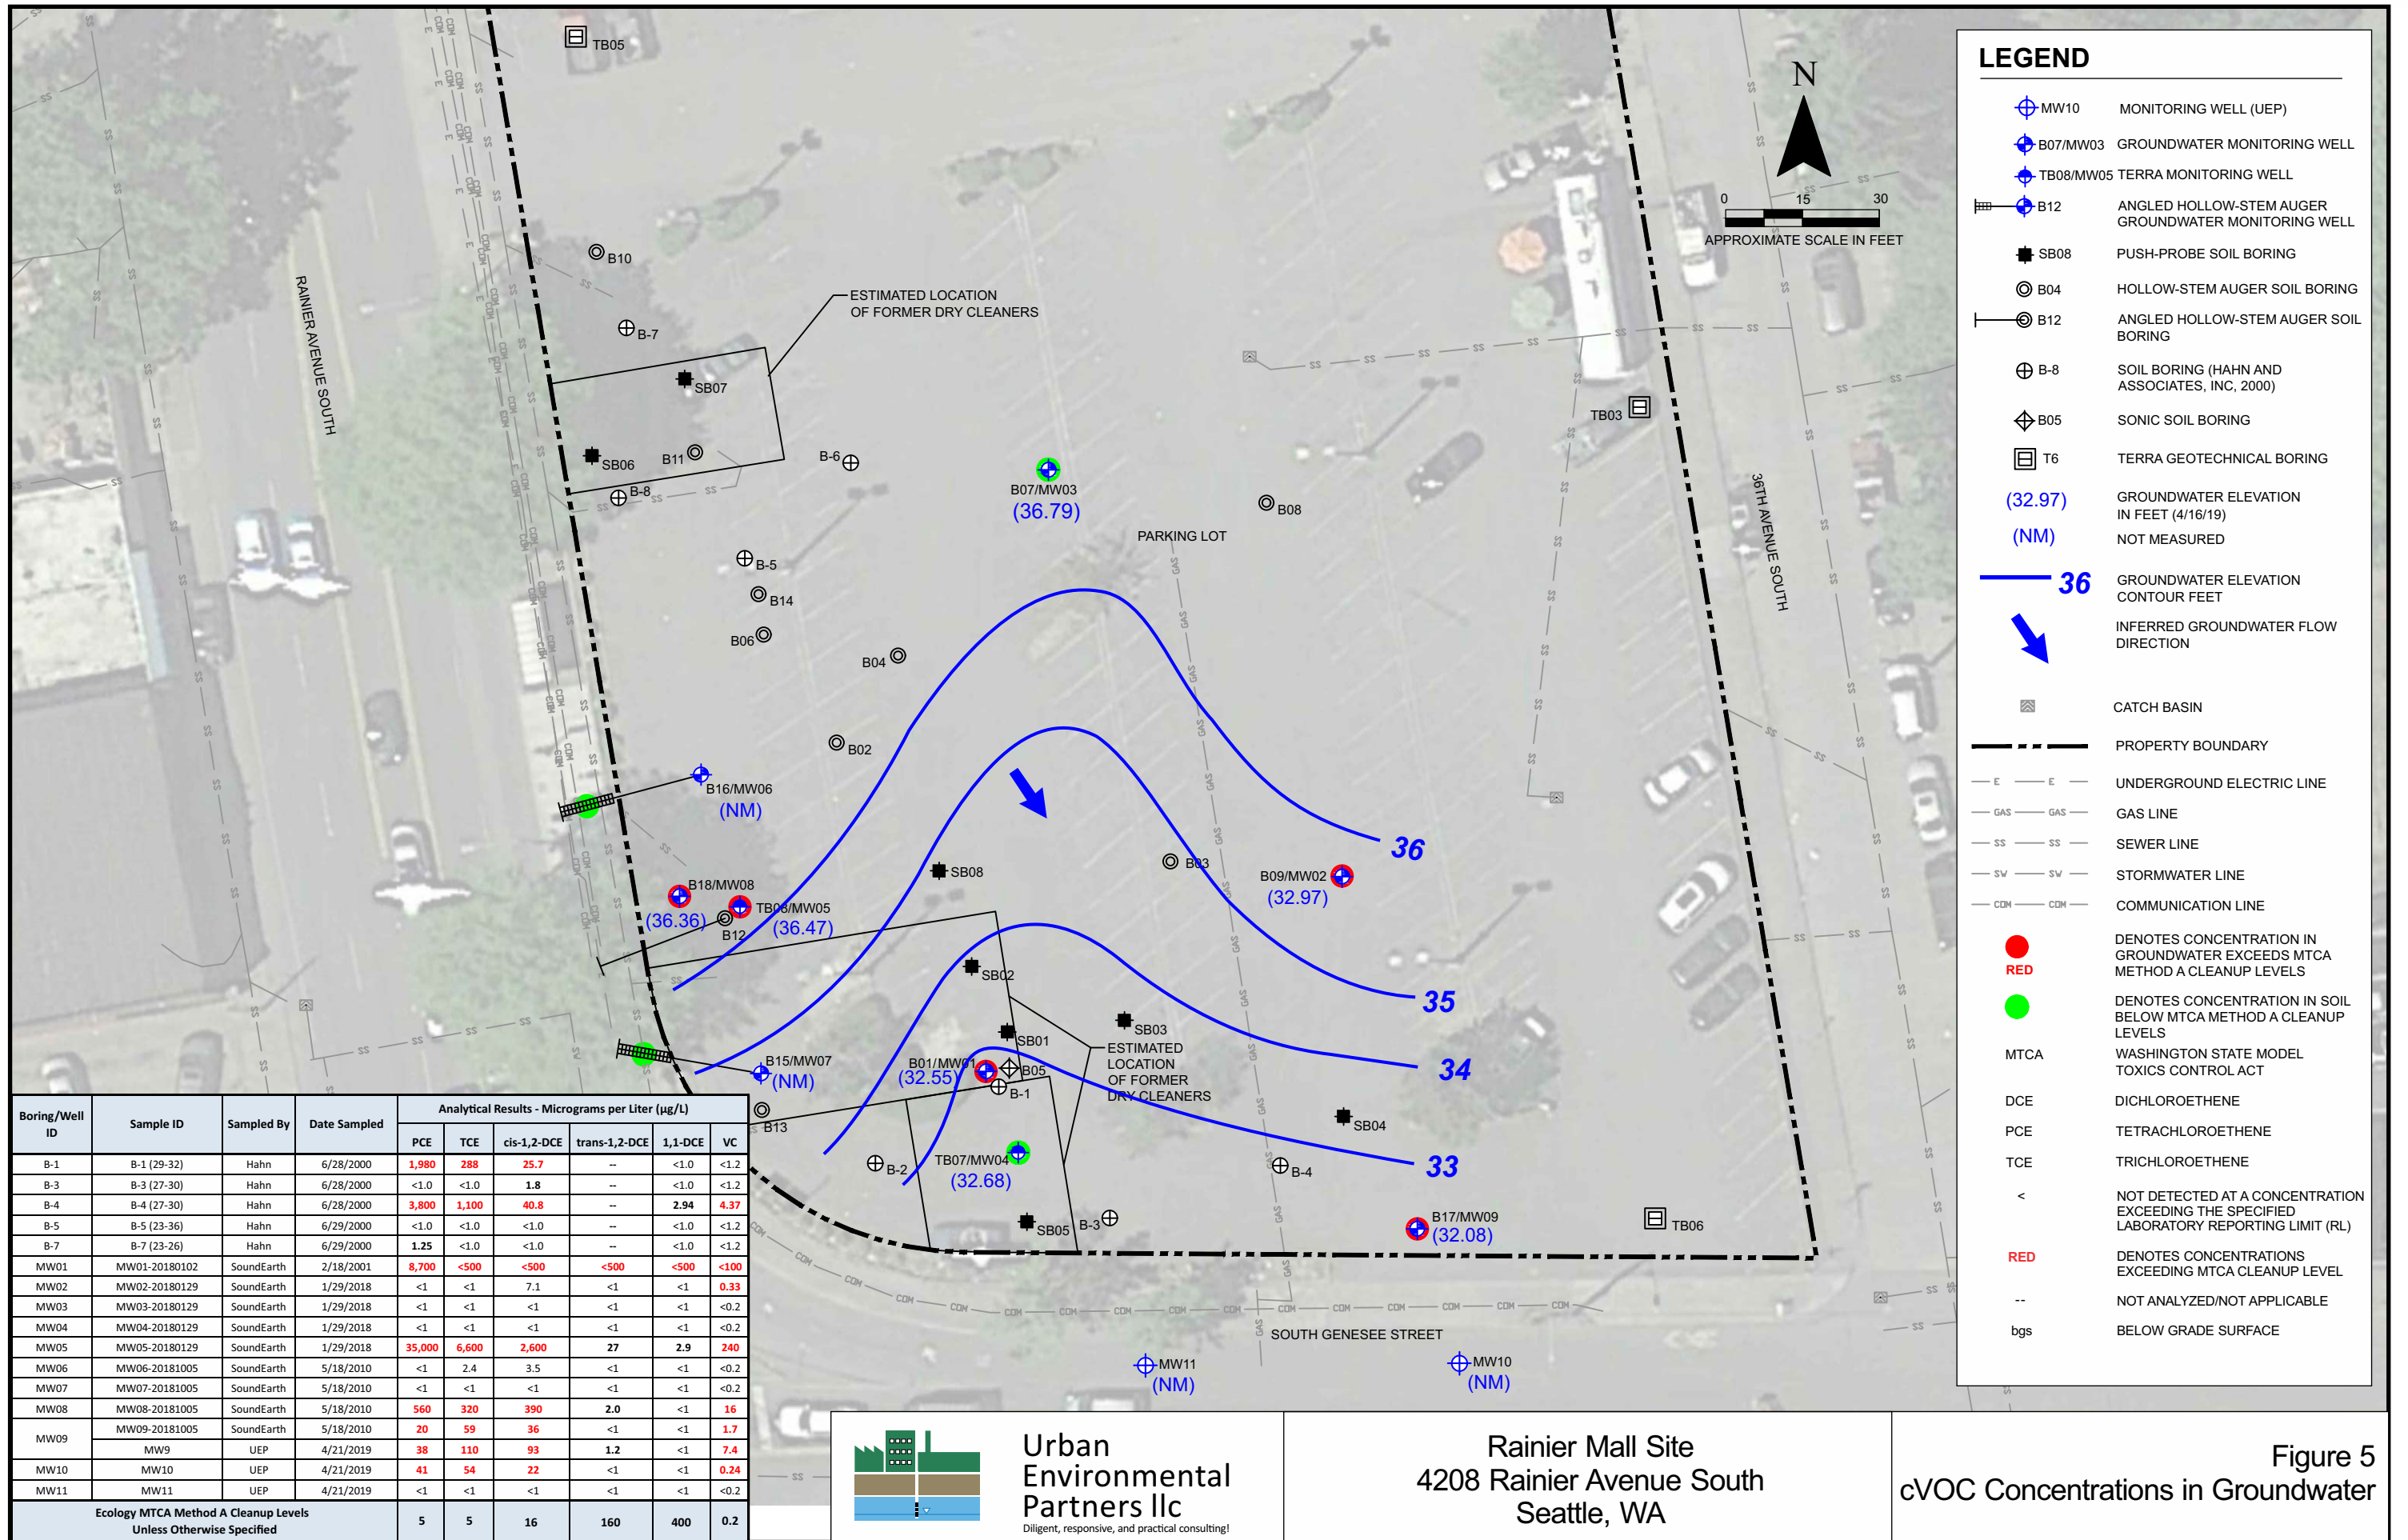 TB05
B10
B-7
ESTIMATED LOCATION
OF FORMER DRY CLEANERS
SB07
SB06
B11
B-8
B-6
B07/MW03
(36.79)
B08
PARKING LOT
TB03
B-5
B14
B06
B04
B02
B16/MW06
(NM)
RAINIER AVENUE SOUTH
36TH AVENUE SOUTH
N
0 15 30
APPROXIMATE SCALE IN FEET
36
SB08
B03
B09/MW02
(32.97)
B18/MW08
(36.36)
TB08/MW05
(36.47)
B12
SB02
35
SB01
SB03
ESTIMATED
LOCATION
OF FORMER
DRY CLEANERS
34
B15/MW07
(NM)
B01/MW01
(32.55)
B05
B-1
B13
SB04
B-2
TB07/MW04
(32.68)
B-4
33
SB05
B-3
B17/MW09
(32.08)
TB06
SOUTH GENESEE STREET
MW11
(NM)
MW10
(NM)
LEGEND
MW10 MONITORING WELL (UEP)
B07/MW03 GROUNDWATER MONITORING WELL
TB08/MW05 TERRA MONITORING WELL
B12 ANGLED HOLLOW-STEM AUGER
GROUNDWATER MONITORING WELL
SB08 PUSH-PROBE SOIL BORING
B04 HOLLOW-STEM AUGER SOIL BORING
B12 ANGLED HOLLOW-STEM AUGER SOIL
BORING
B-8 SOIL BORING (HAHN AND
ASSOCIATES, INC, 2000)
B05 SONIC SOIL BORING
T6 TERRA GEOTECHNICAL BORING
(32.97) GROUNDWATER ELEVATION
IN FEET (4/16/19)
(NM) NOT MEASURED
36 GROUNDWATER ELEVATION
CONTOUR FEET
INFERRED GROUNDWATER FLOW
DIRECTION
CATCH BASIN
PROPERTY BOUNDARY
E E UNDERGROUND ELECTRIC LINE
GAS GAS GAS LINE
SS SS SEWER LINE
SW SW STORMWATER LINE
COM COM COMMUNICATION LINE
RED DENOTES CONCENTRATION IN
GROUNDWATER EXCEEDS MTCA
METHOD A CLEANUP LEVELS
DENOTES CONCENTRATION IN SOIL
BELOW MTCA METHOD A CLEANUP
LEVELS
MTCA WASHINGTON STATE MODEL
TOXICS CONTROL ACT
DCE DICHLOROETHENE
PCE TETRACHLOROETHENE
TCE TRICHLOROETHENE
< NOT DETECTED AT A CONCENTRATION
EXCEEDING THE SPECIFIED
LABORATORY REPORTING LIMIT (RL)
RED DENOTES CONCENTRATIONS
EXCEEDING MTCA CLEANUP LEVEL
-- NOT ANALYZED/NOT APPLICABLE
bgs BELOW GRADE SURFACE
Boring/Well ID Sample ID Sampled By Date Sampled Analytical Results - Micrograms per Liter (µg/L)
PCE TCE cis-1,2-DCE trans-1,2-DCE 1,1-DCE VC
B-1 B-1 (29-32) Hahn 6/28/2000 1,980 288 25.7 -- <1.0 <1.2
B-3 B-3 (27-30) Hahn 6/28/2000 <1.0 <1.0 1.8 -- <1.0 <1.2
B-4 B-4 (27-30) Hahn 6/28/2000 3,800 1,100 40.8 -- 2.94 4.37
B-5 B-5 (23-36) Hahn 6/29/2000 <1.0 <1.0 <1.0 -- <1.0 <1.2
B-7 B-7 (23-26) Hahn 6/29/2000 1.25 <1.0 <1.0 -- <1.0 <1.2
MW01 MW01-20180102 SoundEarth 2/18/2001 8,700 <500 <500 <500 <500 <100
MW02 MW02-20180129 SoundEarth 1/29/2018 <1 <1 7.1 <1 <1 0.33
MW03 MW03-20180129 SoundEarth 1/29/2018 <1 <1 <1 <1 <1 <0.2
MW04 MW04-20180129 SoundEarth 1/29/2018 <1 <1 <1 <1 <1 <0.2
MW05 MW05-20180129 SoundEarth 1/29/2018 35,000 6,600 2,600 27 2.9 240
MW06 MW06-20181005 SoundEarth 5/18/2010 <1 2.4 3.5 <1 <1 <0.2
MW07 MW07-20181005 SoundEarth 5/18/2010 <1 <1 <1 <1 <1 <0.2
MW08 MW08-20181005 SoundEarth 5/18/2010 560 320 390 2.0 <1 16
MW09 MW09-20181005 SoundEarth 5/18/2010 20 59 36 <1 <1 1.7
MW9 UEP 4/21/2019 38 110 93 1.2 <1 7.4
MW10 MW10 UEP 4/21/2019 41 54 22 <1 <1 0.24
MW11 MW11 UEP 4/21/2019 <1 <1 <1 <1 <1 <0.2
Ecology MTCA Method A Cleanup Levels
Unless Otherwise Specified 5 5 16 160 400 0.2
Urban
Environmental
Partners llc
Diligent, responsive, and practical consulting!
Rainier Mall Site
4208 Rainier Avenue South
Seattle, WA
Figure 5
cVOC Concentrations in Groundwater